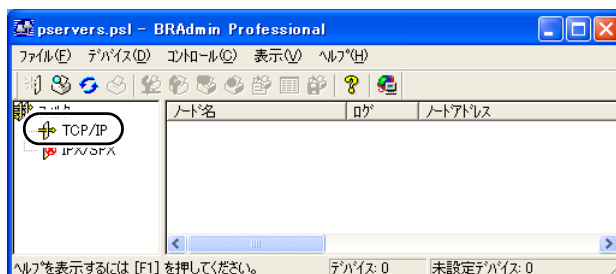 pservers.psl - BRAdmin Professional
ファイル(F) デバイス(D) コントロール(C) 表示(V) ヘルプ(H)
ノード名 ログ ノードアドレス
TCP/IP
IPX/SPX
ヘルプを表示するには [F1] を押してください。 デバイス: 0 未設定デバイス: 0